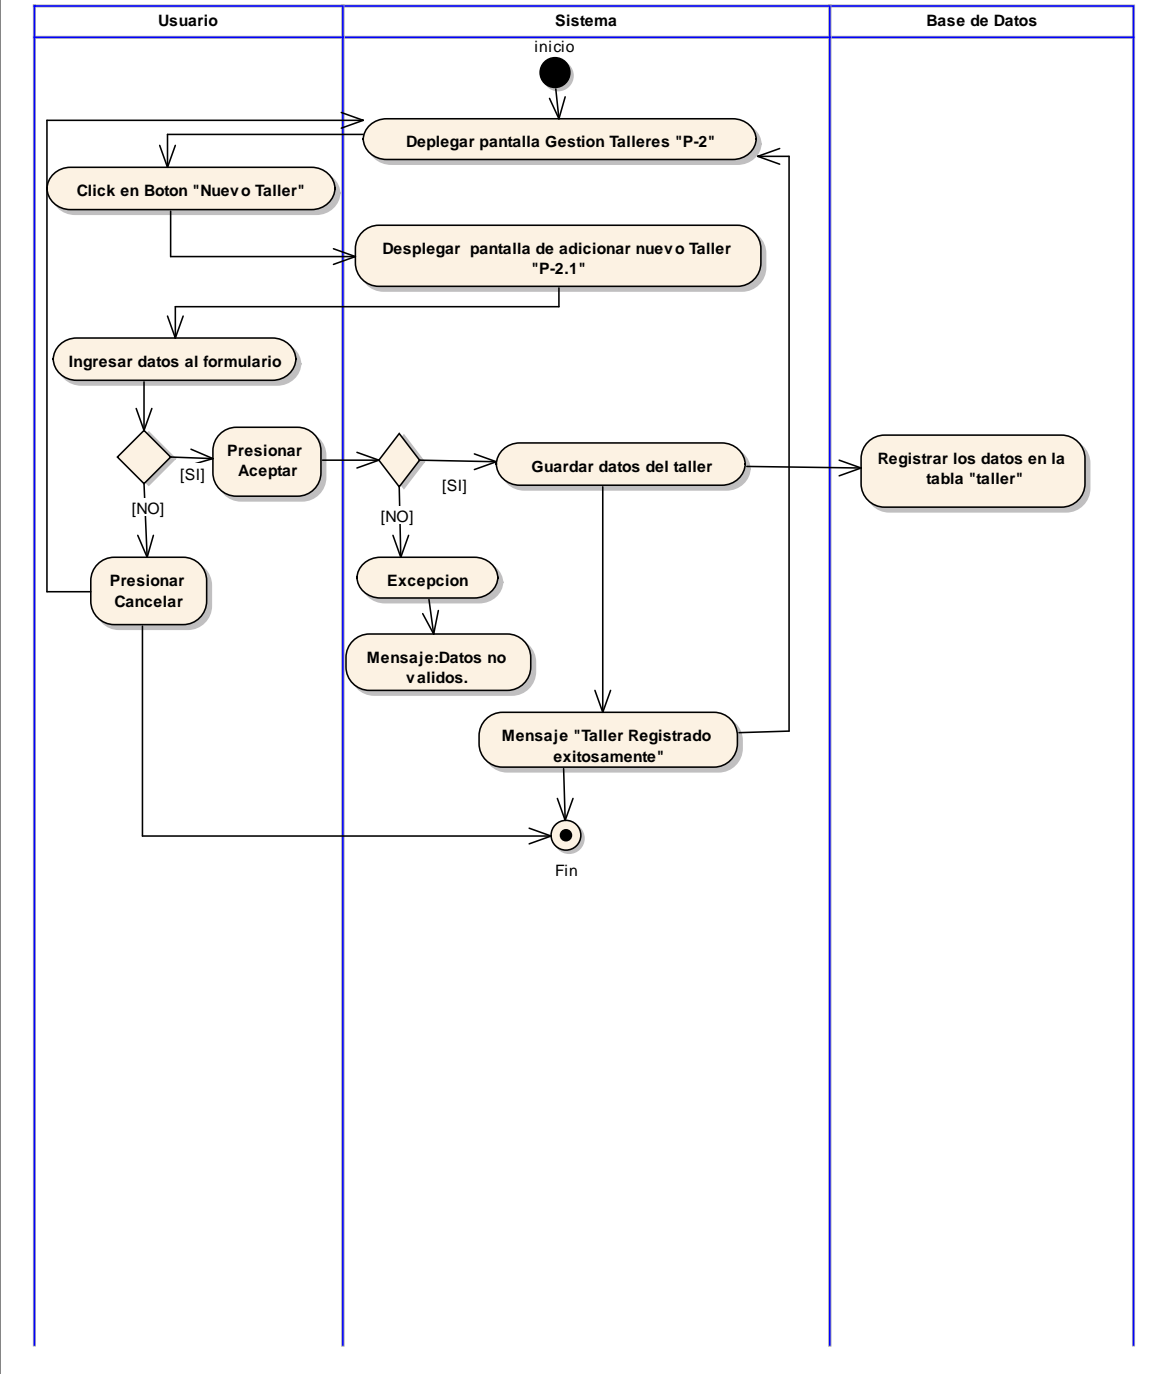 Usuario
Sistema
Base de Datos
inicio
Deplegar pantalla Gestion Talleres "P-2"
Click en Boton "Nuevo Taller"
Desplegar pantalla de adicionar nuevo Taller
"P-2.1"
Ingresar datos al formulario
Presionar
Aceptar
[SI]
[NO]
Guardar datos del taller
[SI]
[NO]
Registrar los datos en la
tabla "taller"
Presionar
Cancelar
Excepcion
Mensaje:Datos no
validos.
Mensaje "Taller Registrado
exitosamente"
Fin